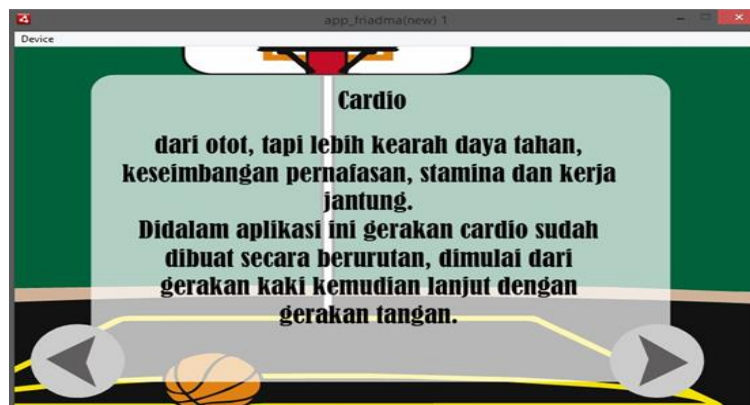 app_friadma(new) 1
Device
Cardio
dari otot, tapi lebih kearah daya tahan,
keseimbangan pernafasan, stamina dan kerja
jantung.
Didalam aplikasi ini gerakan cardio sudah
dibuat secara berurutan, dimulai dari
gerakan kaki kemudian lanjut dengan
gerakan tangan.